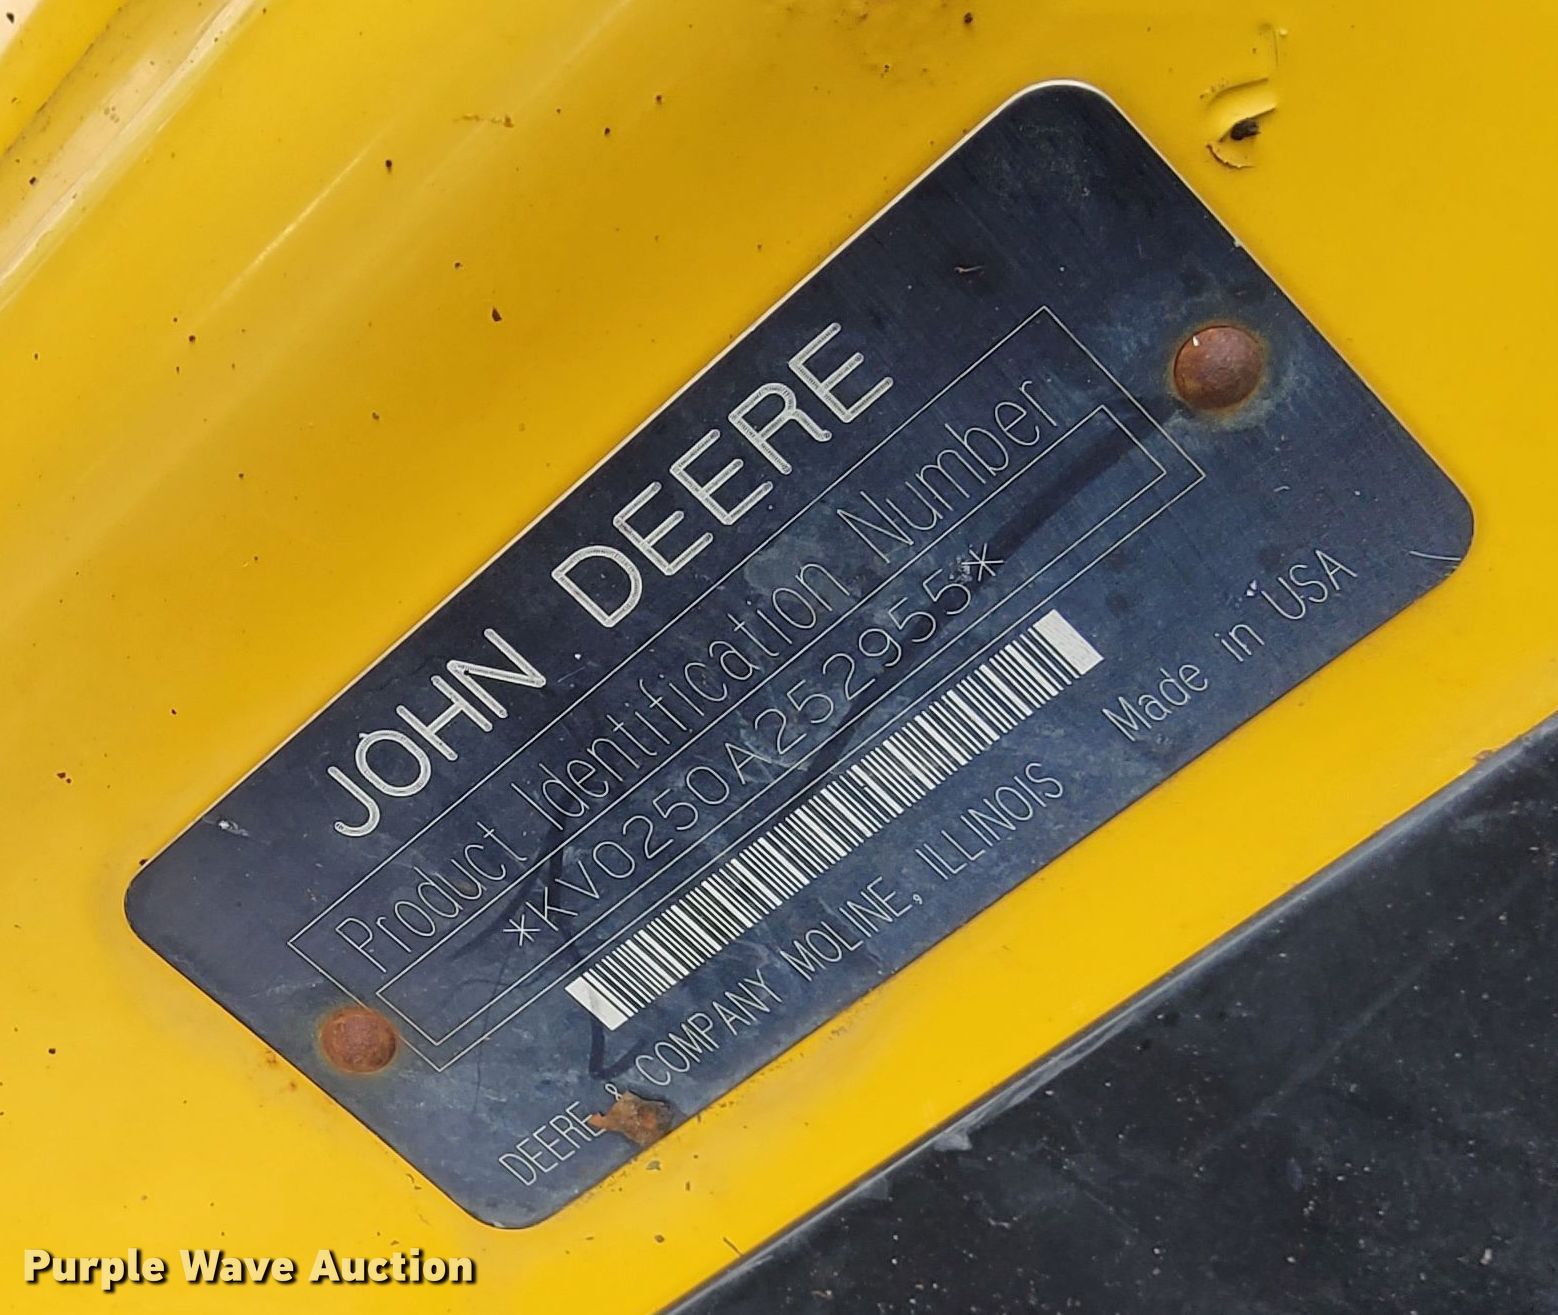 JOHN DEERE
Product Identification Number
*KV0250A252955*
DEERE & COMPANY MOLINE, ILLINOIS
Made in USA
Purple Wave Auction